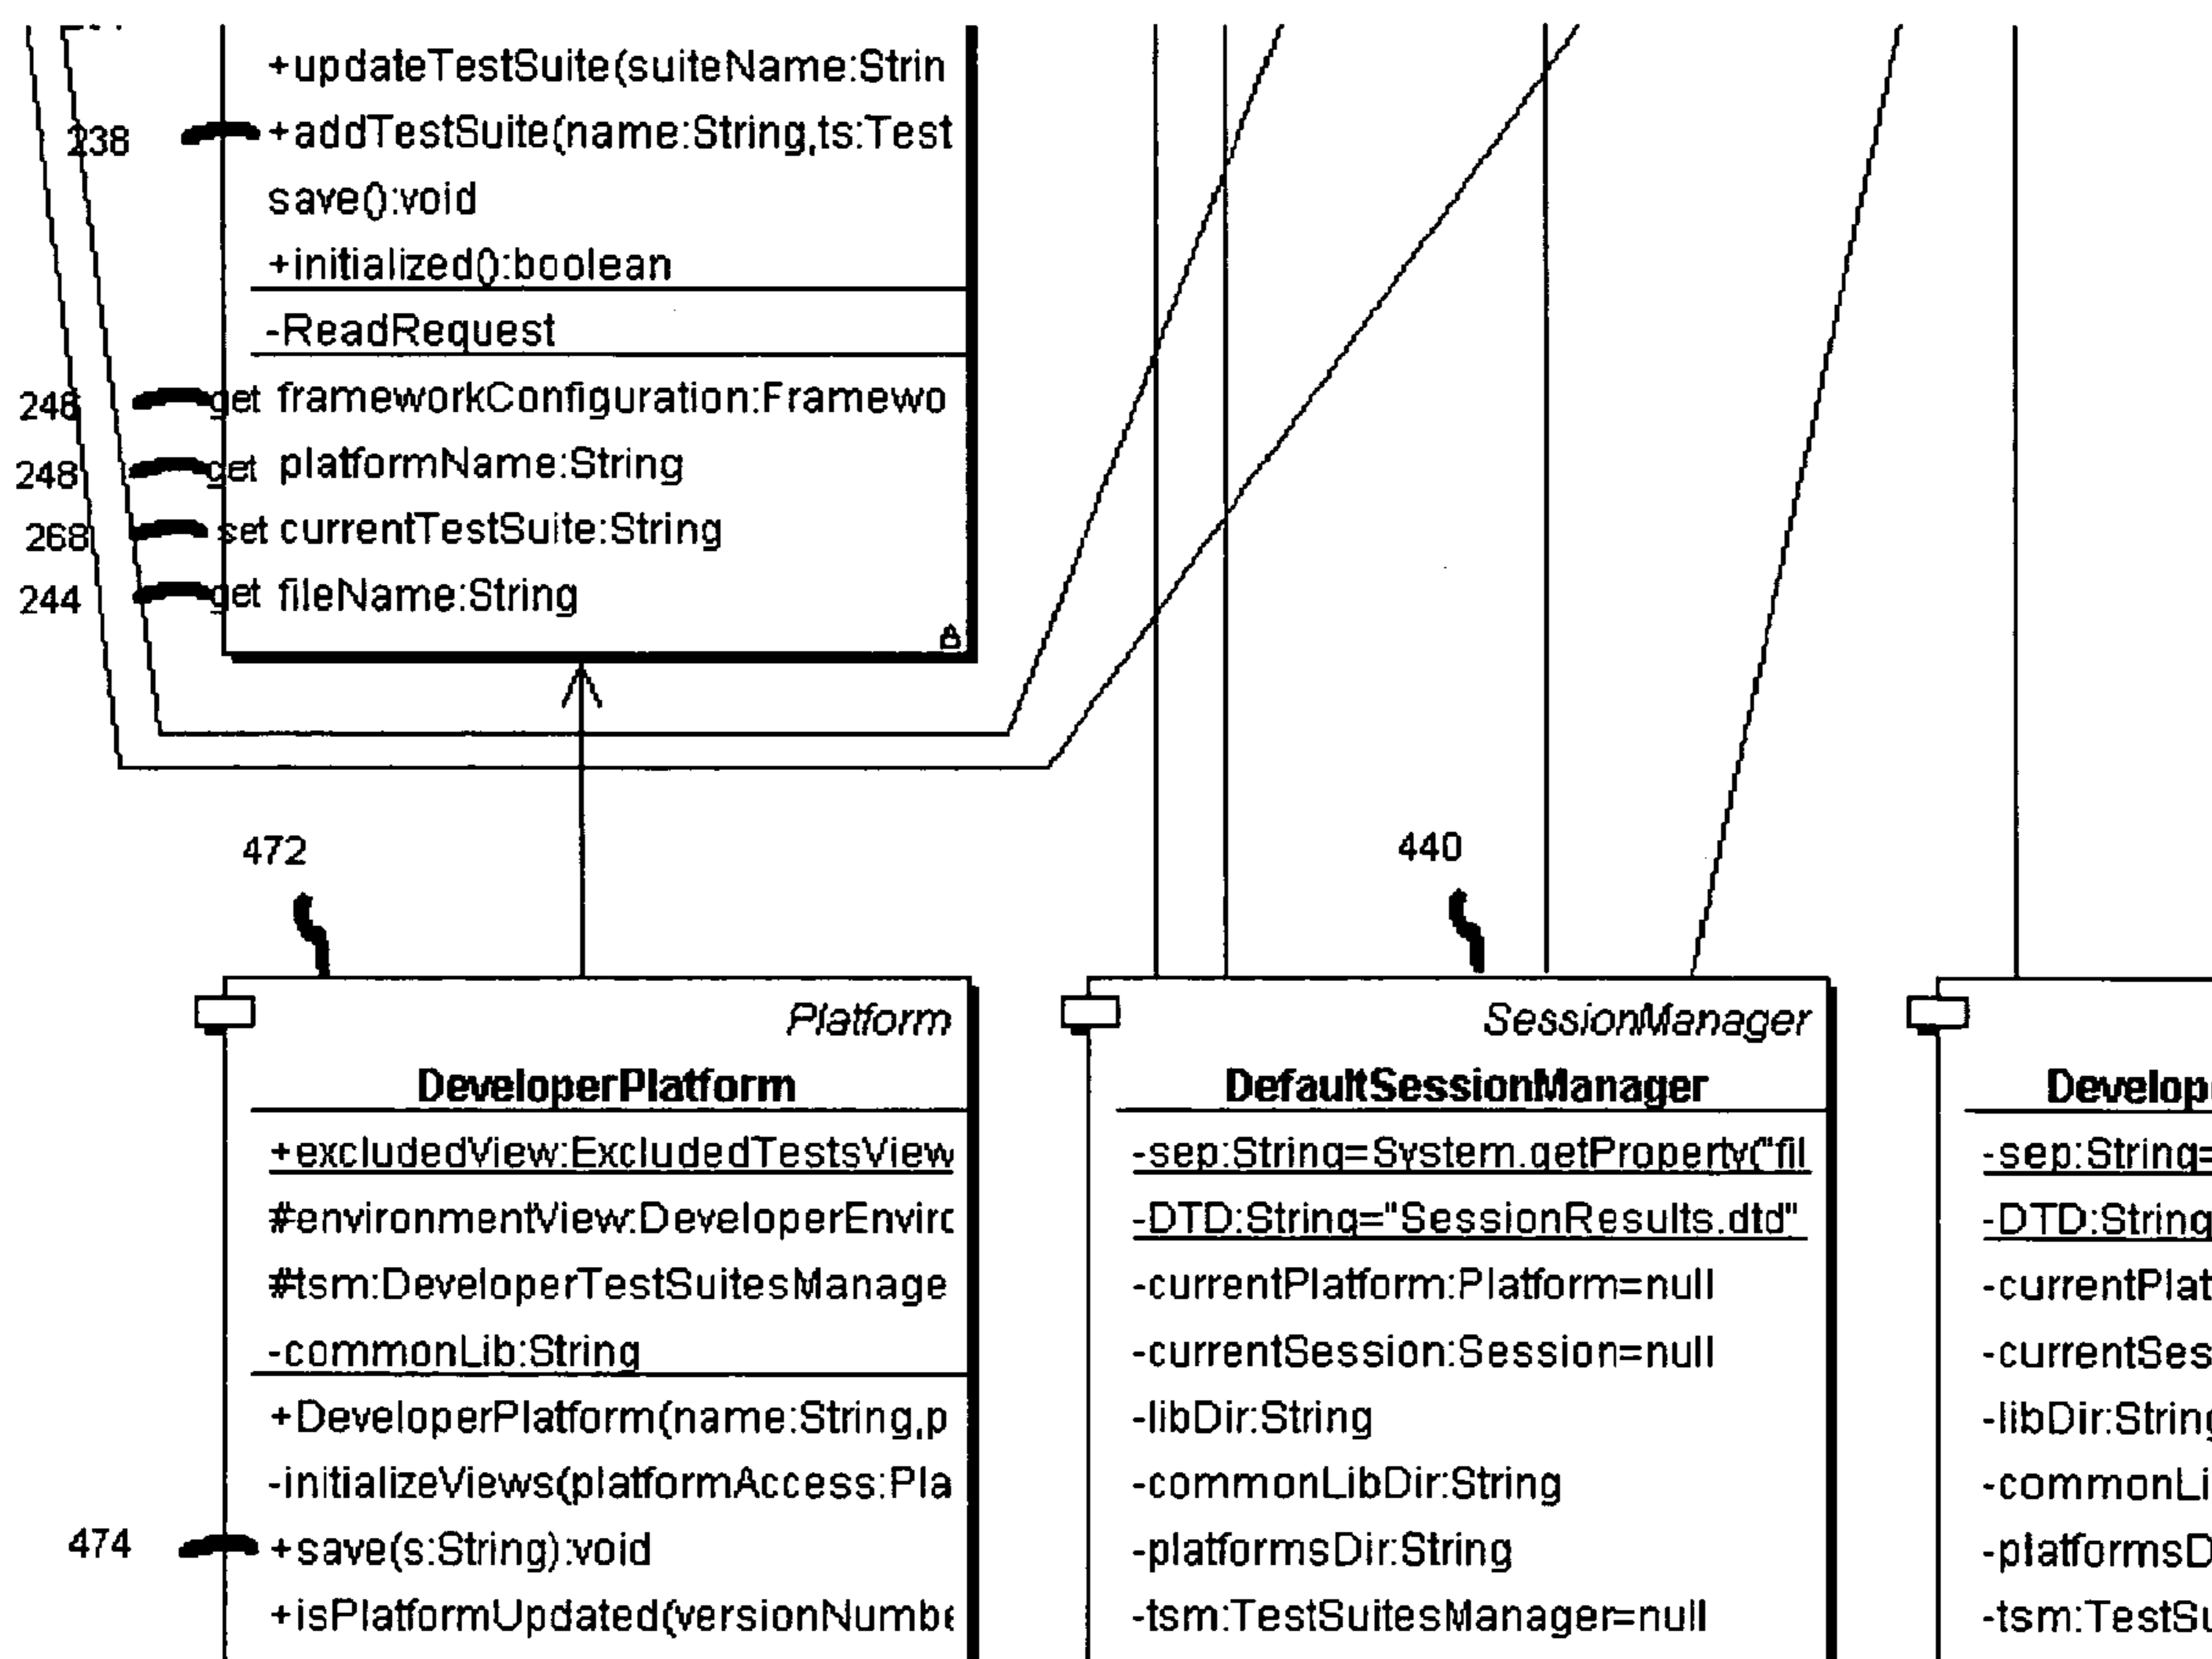 +updateTestSuite(suiteName:Strin
238 +addTestSuite(name:String,ts:Test
save():void
+initialized():boolean
-ReadRequest
246 get frameworkConfiguration:Framewo
248 get platformName:String
268 set currentTestSuite:String
244 get fileName:String
472
440
Platform
DeveloperPlatform
+excludedView:ExcludedTestsView
#environmentView:DeveloperEnvirc
#tsm:DeveloperTestSuitesManage
-commonLib:String
+DeveloperPlatform(name:String,p
-initializeViews(platformAccess:Pla
474 +save(s:String):void
+isPlatformUpdated(versionNumbe
SessionManager
DefaultSessionManager
-sep:String=System.getProperty("fil
-DTD:String="SessionResults.dtd"
-currentPlatform:Platform=null
-currentSession:Session=null
-libDir:String
-commonLibDir:String
-platformsDir:String
-tsm:TestSuitesManager=null
Develop
-sep:String=
-DTD:String
-currentPlat
-currentSes
-libDir:String
-commonLi
-platformsD
-tsm:TestSu